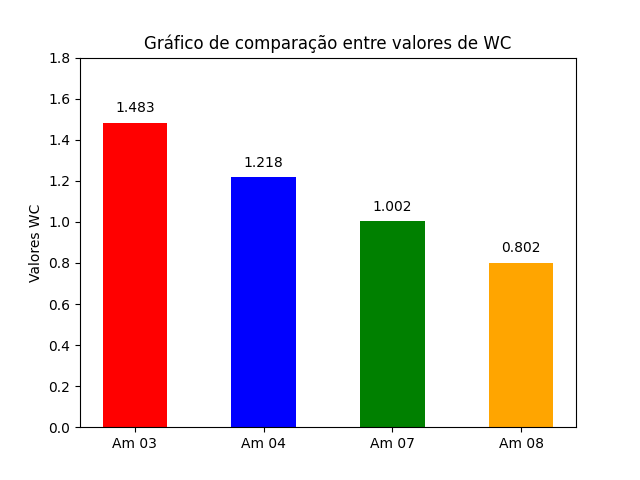 Gráfico de comparação entre valores de WC
Valores WC
1.8
1.6
1.4
1.2
1.0
0.8
0.6
0.4
0.2
0.0
1.483
1.218
1.002
0.802
Am 03
Am 04
Am 07
Am 08